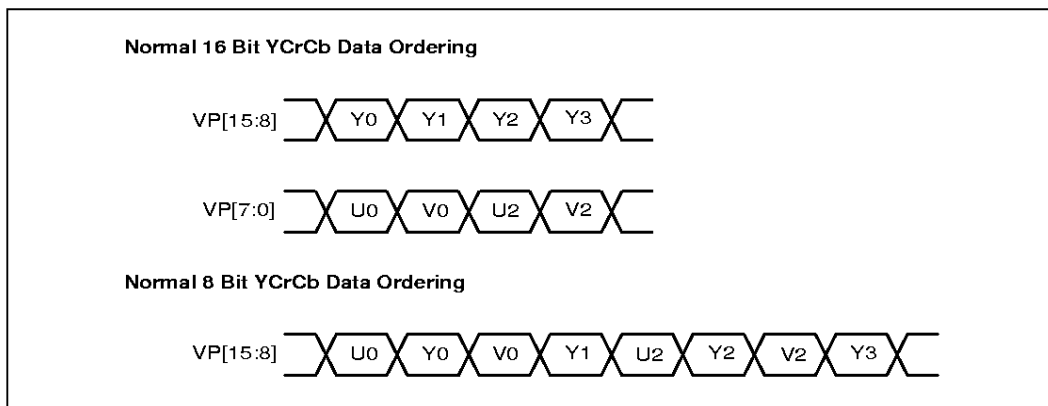 Normal 16 Bit YCrCb Data Ordering
VP[15:8] Y0 Y1 Y2 Y3
VP[7:0] U0 V0 U2 V2
Normal 8 Bit YCrCb Data Ordering
VP[15:8] U0 Y0 V0 Y1 U2 Y2 V2 Y3